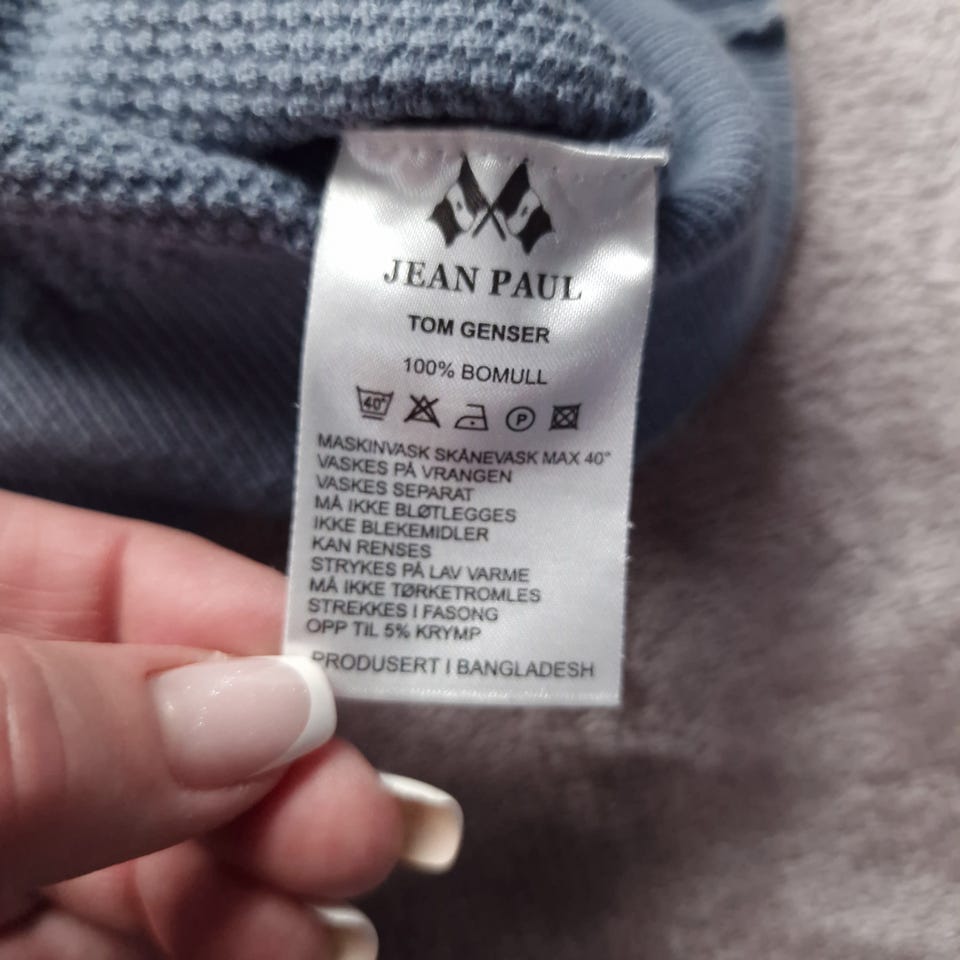 JEAN PAUL
TOM GENSER
100% BOMULL
40° P
MASKINVASK SKÅNEVASK MAX 40°
VASKES PÅ VRANGEN
VASKES SEPARAT
MÅ IKKE BLØTLEGGES
IKKE BLEKEMIDLER
KAN RENSES
STRYKES PÅ LAV VARME
MÅ IKKE TØRKETROMLES
STREKKES I FASONG
OPP TIL 5% KRYMP
PRODUSERT I BANGLADESH